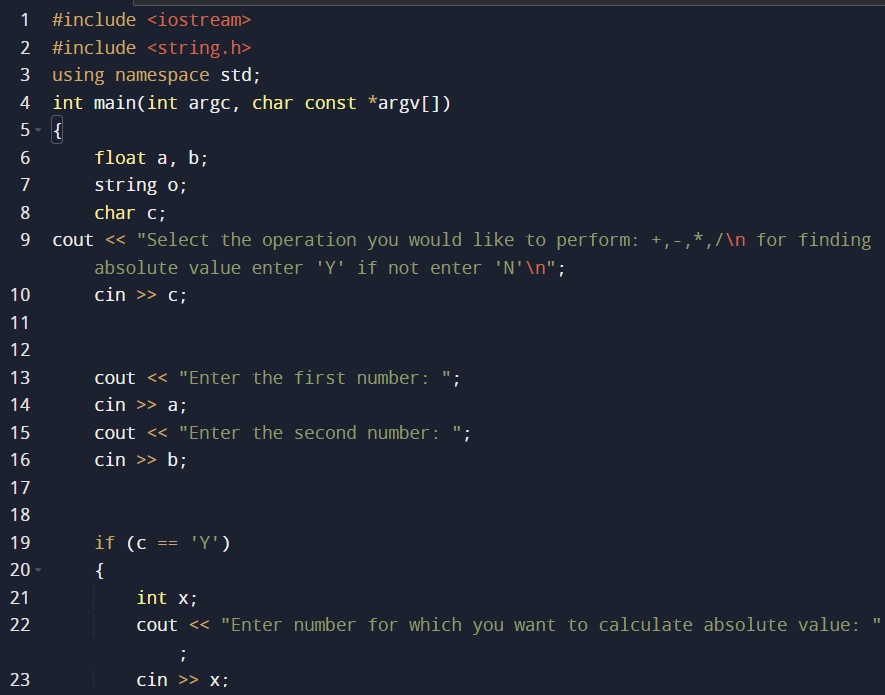 1 #include <iostream>
2 #include <string.h>
3 using namespace std;
4 int main(int argc, char const *argv[])
5 {
6     float a, b;
7     string o;
8     char c;
9 cout << "Select the operation you would like to perform: +,-,*,/\n for finding
    absolute value enter 'Y' if not enter 'N'\n";
10     cin >> c;
11
12
13     cout << "Enter the first number: ";
14     cin >> a;
15     cout << "Enter the second number: ";
16     cin >> b;
17
18
19     if (c == 'Y')
20     {
21         int x;
22         cout << "Enter number for which you want to calculate absolute value: "
            ;
23         cin >> x;